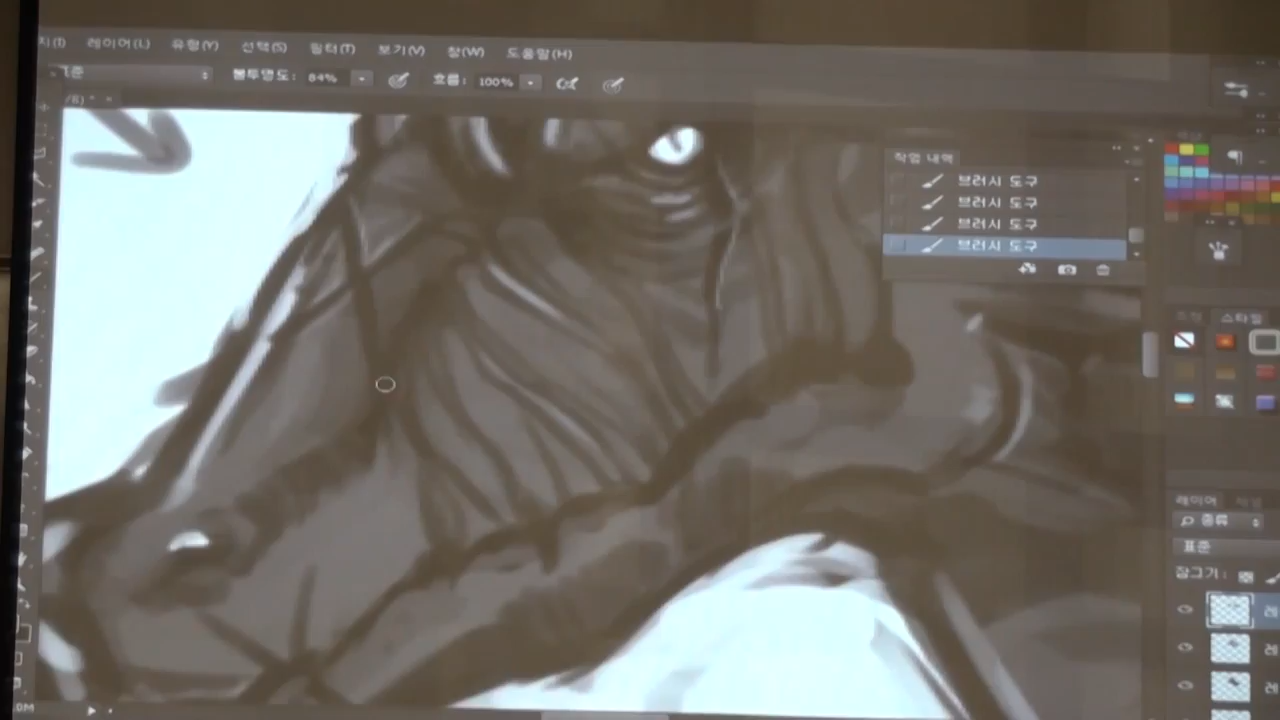 레이어(L) 유형(Y) 선택(S) 필터(T) 보기(V) 창(W) 도움말(H)
불투명도: 84% 흐름: 100%
작업 내역
브러시 도구
브러시 도구
브러시 도구
브러시 도구
스타일
레이어
종류
표준
잠그기: